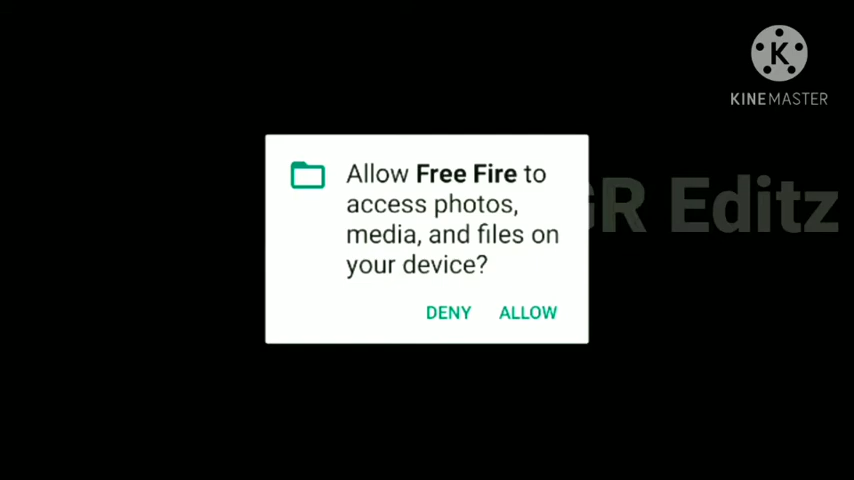 KINEMASTER
Allow Free Fire to
access photos,
media, and files on
your device?
GR Editz
DENY ALLOW